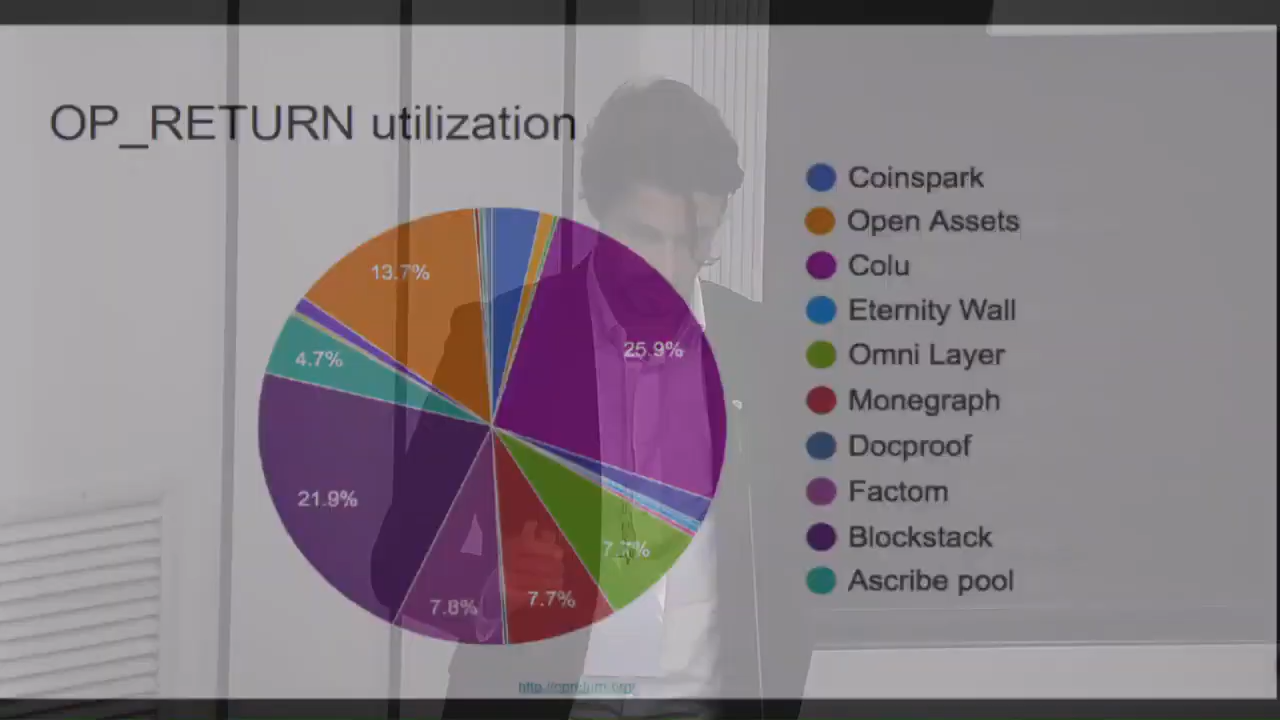 OP_RETURN utilization
Coinspark
Open Assets
Colu
Eternity Wall
Omni Layer
Monegraph
Docproof
Factom
Blockstack
Ascribe pool
13.7%
25.9%
4.7%
21.9%
7.8%
7.7%